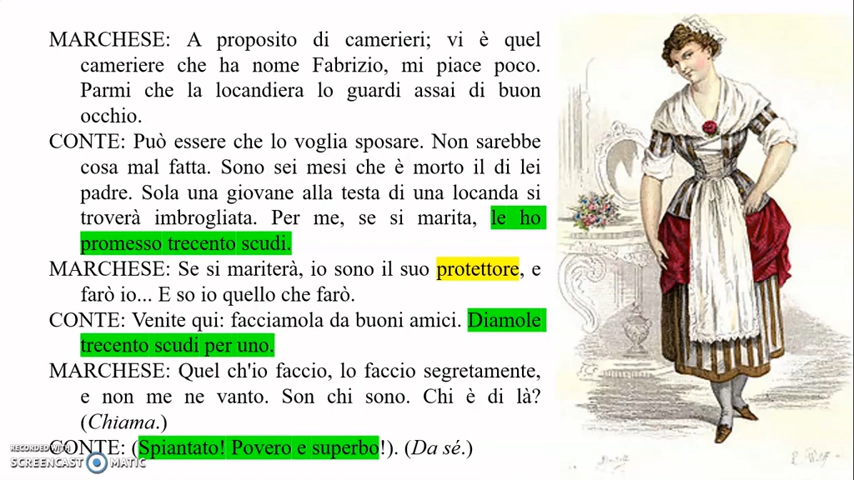 MARCHESE: A proposito di camerieri; vi è quel
cameriere che ha nome Fabrizio, mi piace poco.
Parmi che la locandiera lo guardi assai di buon
occhio.
CONTE: Può essere che lo voglia sposare. Non sarebbe
cosa mal fatta. Sono sei mesi che è morto il di lei
padre. Sola una giovane alla testa di una locanda si
troverà imbrogliata. Per me, se si marita, le ho
promesso trecento scudi.
MARCHESE: Se si mariterà, io sono il suo protettore, e
farò io... E so io quello che farò.
CONTE: Venite qui: facciamola da buoni amici. Diamole
trecento scudi per uno.
MARCHESE: Quel ch'io faccio, lo faccio segretamente,
e non me ne vanto. Son chi sono. Chi è di là?
(Chiama.)
CONTE: (Spiantato! Povero e superbo!). (Da sé.)
RECORDED WITH
SCREENCAST MATIC